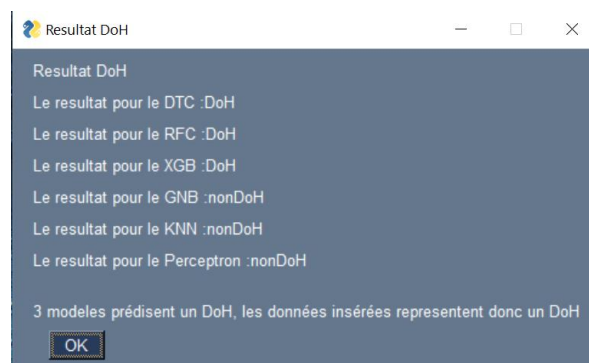 Resultat DoH
Resultat DoH
Le resultat pour le DTC :DoH
Le resultat pour le RFC :DoH
Le resultat pour le XGB :DoH
Le resultat pour le GNB :nonDoH
Le resultat pour le KNN :nonDoH
Le resultat pour le Perceptron :nonDoH
3 modeles prédisent un DoH, les données insérées representent donc un DoH
OK